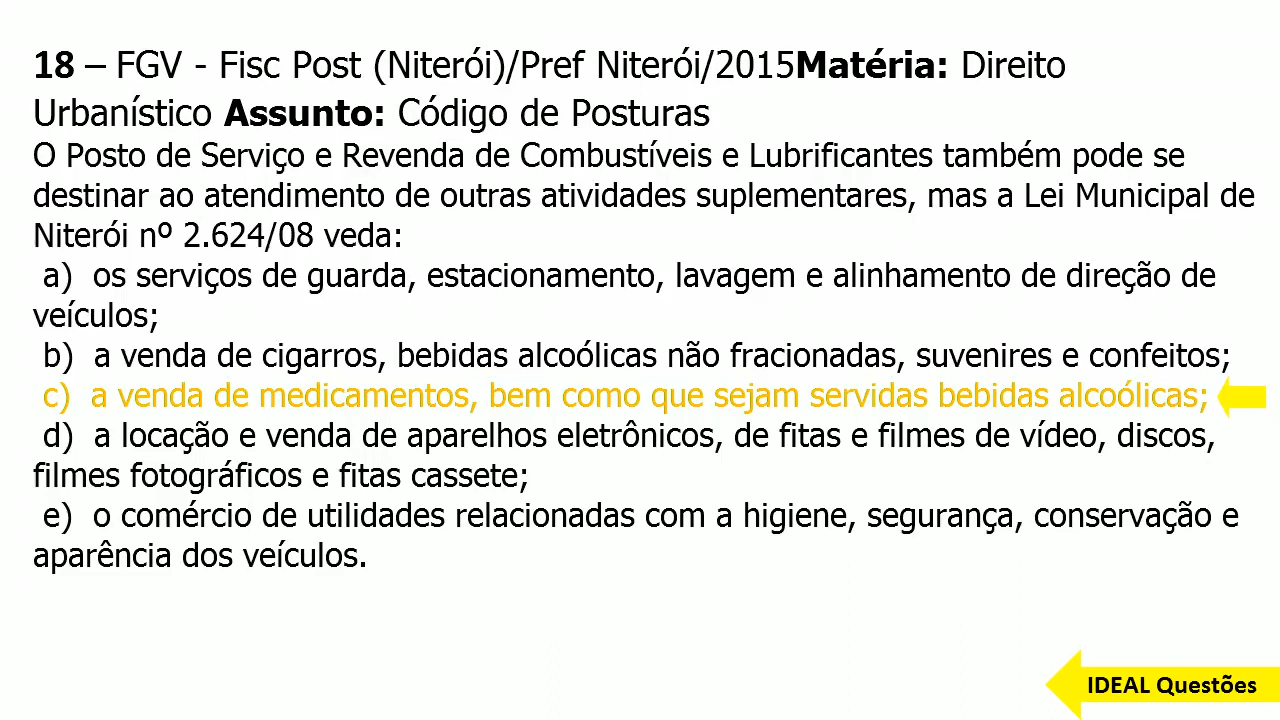 18 – FGV - Fisc Post (Niterói)/Pref Niterói/2015Matéria: Direito
Urbanístico Assunto: Código de Posturas
O Posto de Serviço e Revenda de Combustíveis e Lubrificantes também pode se
destinar ao atendimento de outras atividades suplementares, mas a Lei Municipal de
Niterói nº 2.624/08 veda:
a) os serviços de guarda, estacionamento, lavagem e alinhamento de direção de
veículos;
b) a venda de cigarros, bebidas alcoólicas não fracionadas, suvenires e confeitos;
c) a venda de medicamentos, bem como que sejam servidas bebidas alcoólicas;
d) a locação e venda de aparelhos eletrônicos, de fitas e filmes de vídeo, discos,
filmes fotográficos e fitas cassete;
e) o comércio de utilidades relacionadas com a higiene, segurança, conservação e
aparência dos veículos.
IDEAL Questões